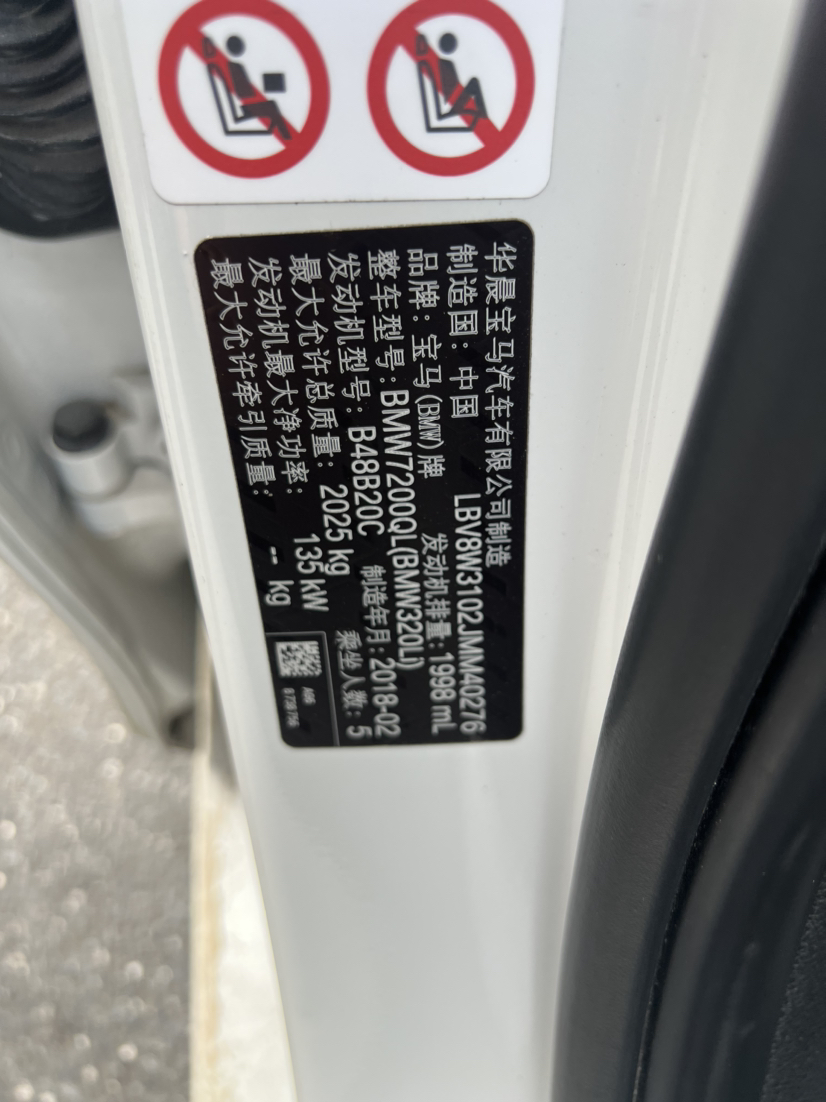 华晨宝马汽车有限公司制造
制造国：中国 LBV8W3102JMM40276
品牌：宝马(BMW)牌 发动机排量：1998 mL
整车型号：BMW7200QL(BMW320Li)
发动机型号：B48B20C 制造年月：2018-02
最大允许总质量：2025 kg 乘坐人数：5
发动机最大净功率：135 kW
最大允许牵引质量：-- kg